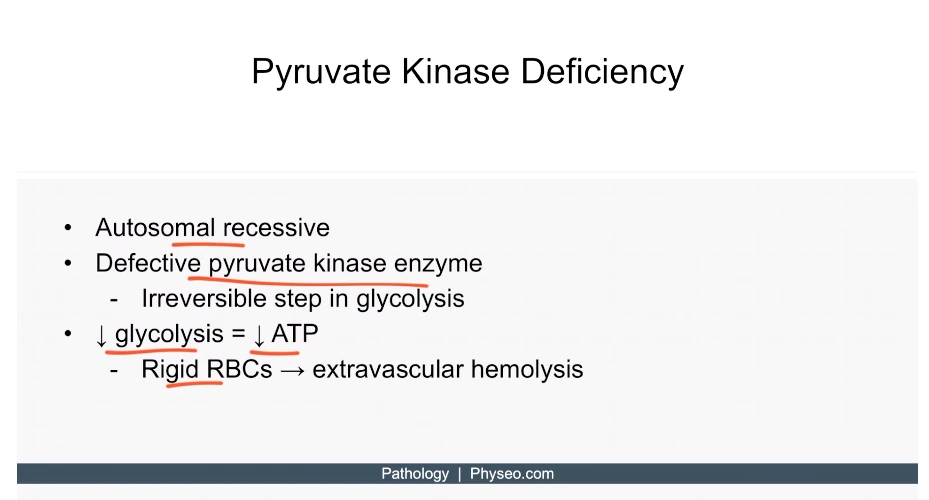 Pyruvate Kinase Deficiency
• Autosomal recessive
• Defective pyruvate kinase enzyme
- Irreversible step in glycolysis
• ↓ glycolysis = ↓ ATP
- Rigid RBCs → extravascular hemolysis
Pathology | Physeo.com